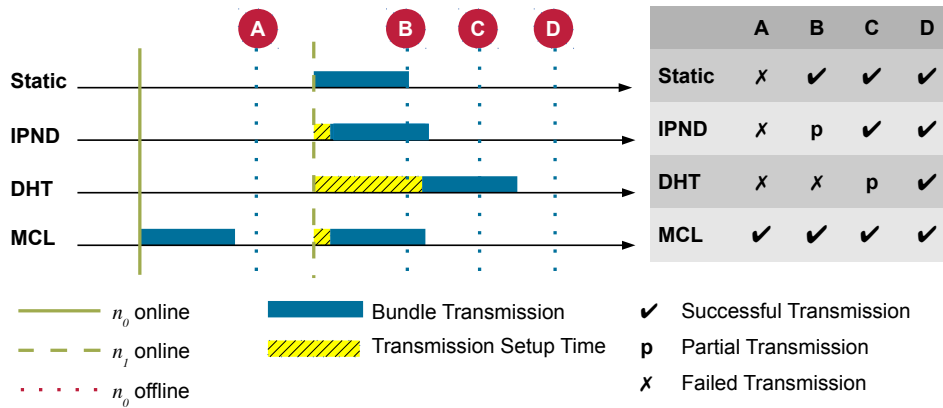 A B C D
Static
IPND
DHT
MCL
A B C D
Static ✗ ✔ ✔ ✔
IPND ✗ p ✔ ✔
DHT ✗ ✗ p ✔
MCL ✔ ✔ ✔ ✔
n0 online
n1 online
n0 offline
Bundle Transmission
Transmission Setup Time
✔ Successful Transmission
p Partial Transmission
✗ Failed Transmission